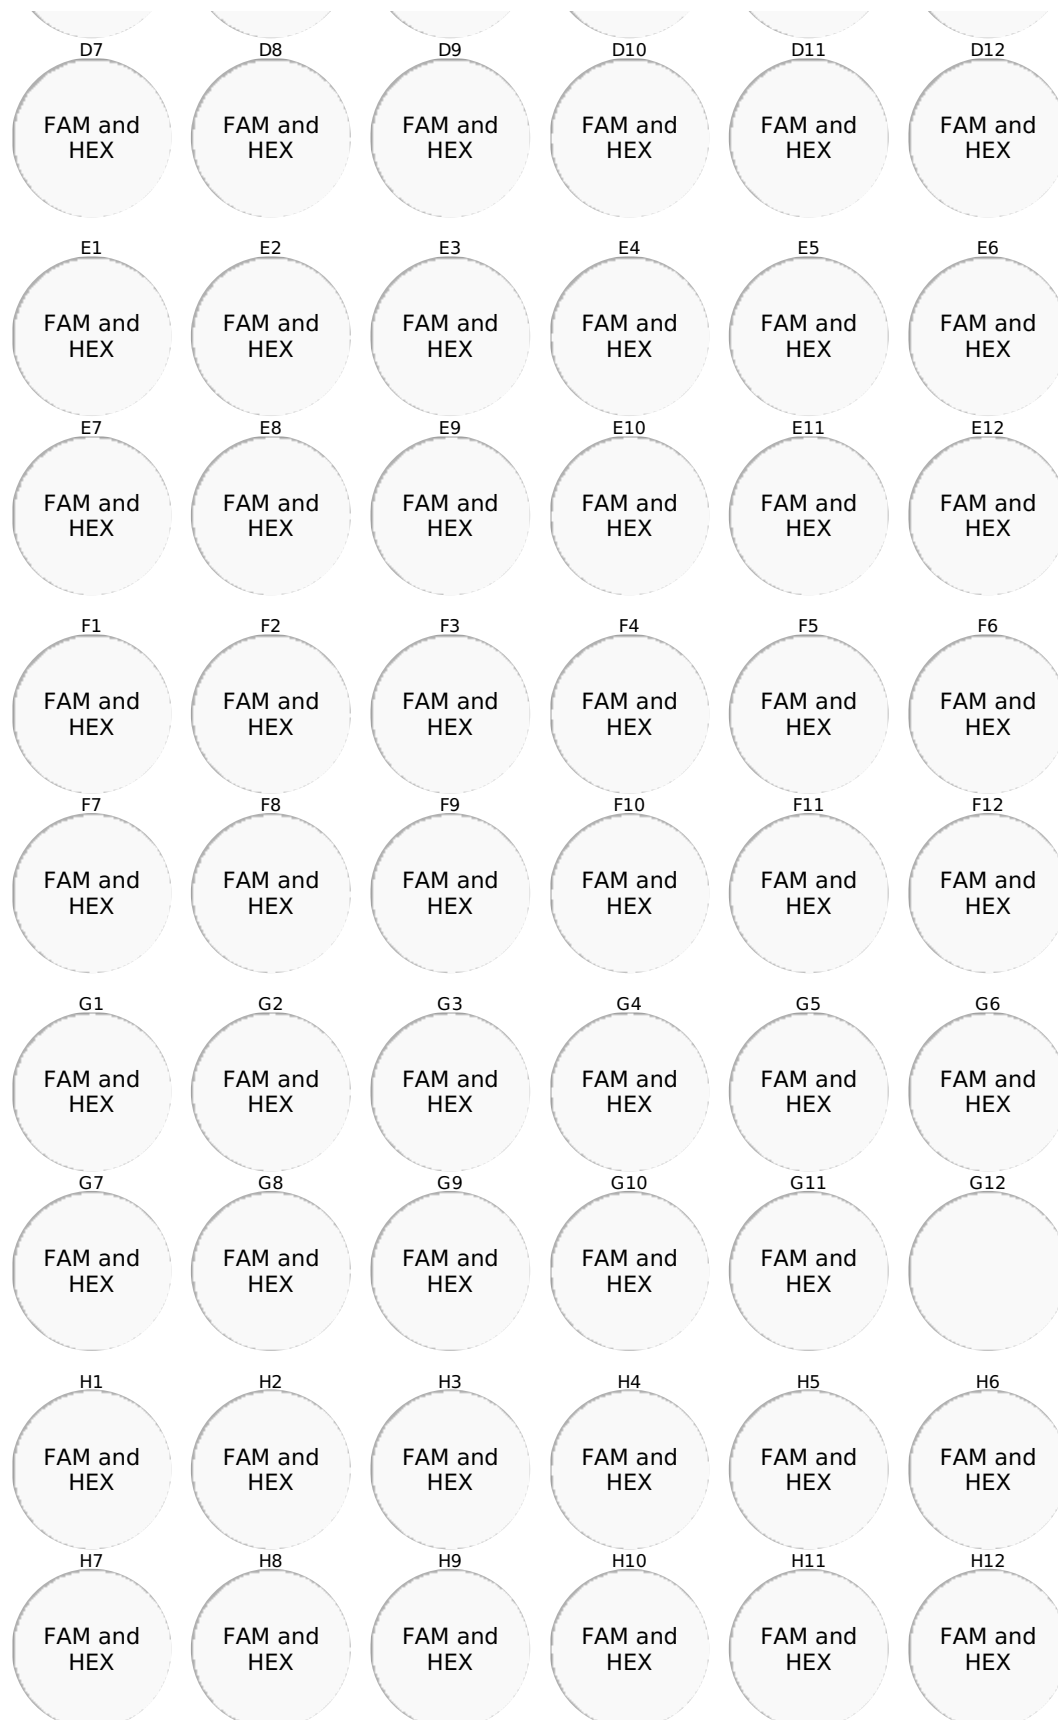 D7 D8 D9 D10 D11 D12
FAM and FAM and FAM and FAM and FAM and FAM and
HEX HEX HEX HEX HEX HEX
E1 E2 E3 E4 E5 E6
FAM and FAM and FAM and FAM and FAM and FAM and
HEX HEX HEX HEX HEX HEX
E7 E8 E9 E10 E11 E12
FAM and FAM and FAM and FAM and FAM and FAM and
HEX HEX HEX HEX HEX HEX
F1 F2 F3 F4 F5 F6
FAM and FAM and FAM and FAM and FAM and FAM and
HEX HEX HEX HEX HEX HEX
F7 F8 F9 F10 F11 F12
FAM and FAM and FAM and FAM and FAM and FAM and
HEX HEX HEX HEX HEX HEX
G1 G2 G3 G4 G5 G6
FAM and FAM and FAM and FAM and FAM and FAM and
HEX HEX HEX HEX HEX HEX
G7 G8 G9 G10 G11 G12
FAM and FAM and FAM and FAM and FAM and
HEX HEX HEX HEX HEX
H1 H2 H3 H4 H5 H6
FAM and FAM and FAM and FAM and FAM and FAM and
HEX HEX HEX HEX HEX HEX
H7 H8 H9 H10 H11 H12
FAM and FAM and FAM and FAM and FAM and FAM and
HEX HEX HEX HEX HEX HEX